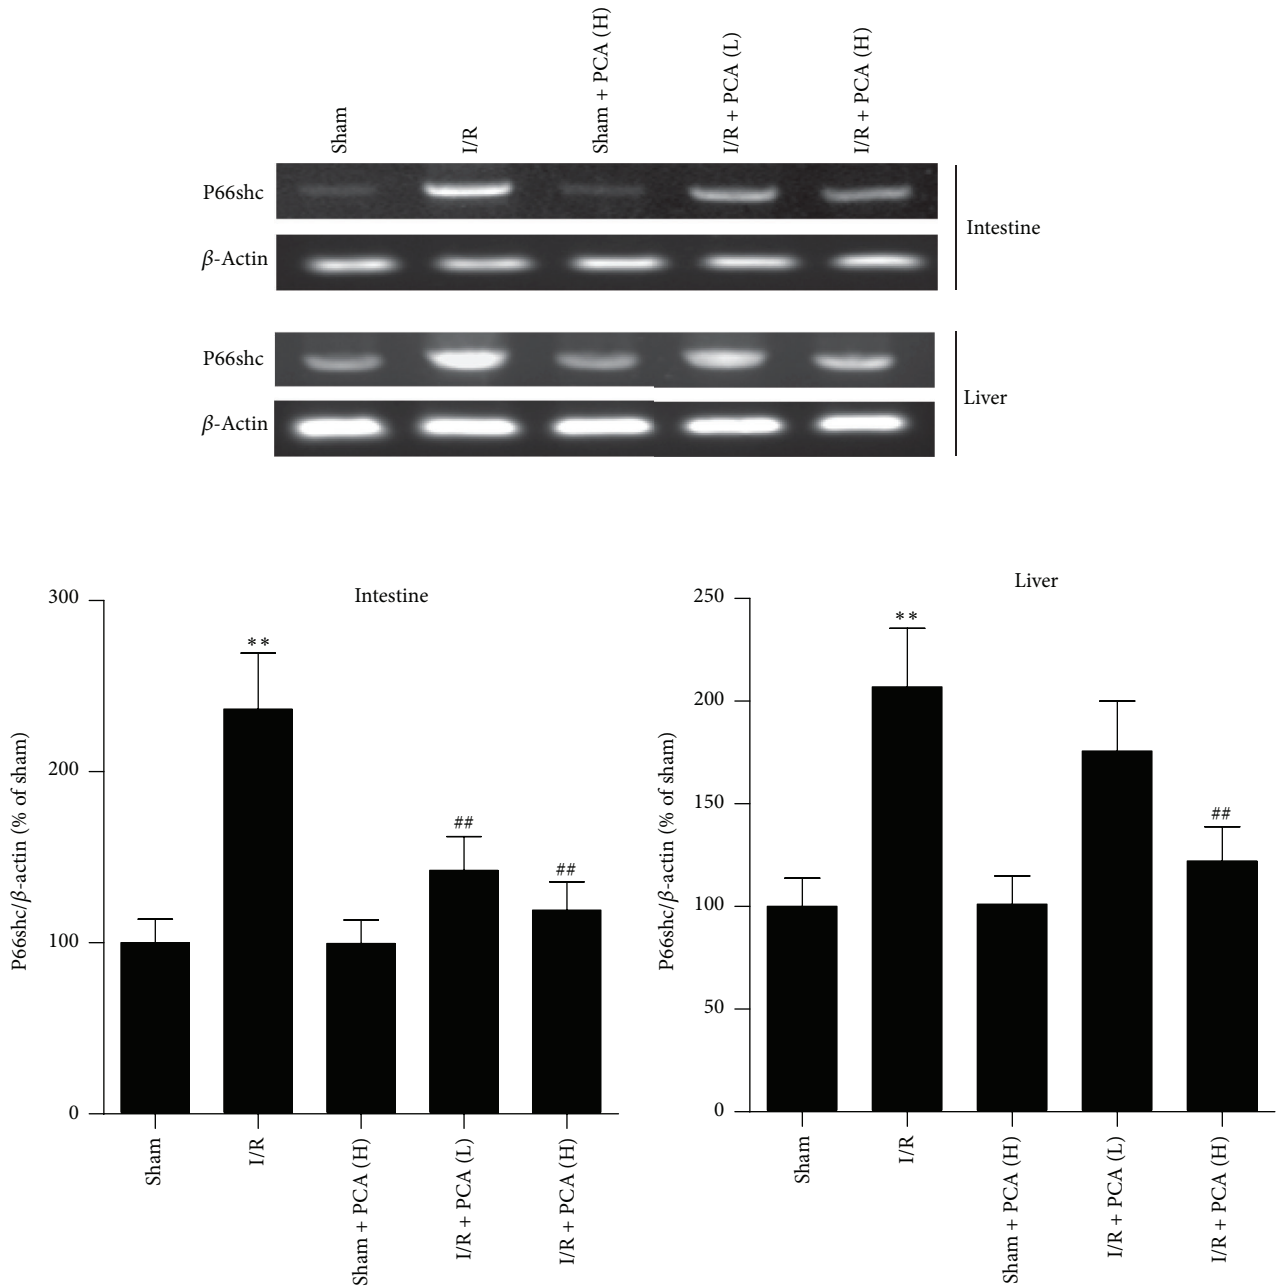 Sham
I/R
Sham + PCA (H)
I/R + PCA (L)
I/R + PCA (H)
P66shc
β-Actin
Intestine
P66shc
β-Actin
Liver
Intestine
P66shc/β-actin (% of sham)
300
200
100
0
**
##
##
Sham
I/R
Sham + PCA (H)
I/R + PCA (L)
I/R + PCA (H)
Liver
P66shc/β-actin (% of sham)
250
200
150
100
50
0
**
##
Sham
I/R
Sham + PCA (H)
I/R + PCA (L)
I/R + PCA (H)